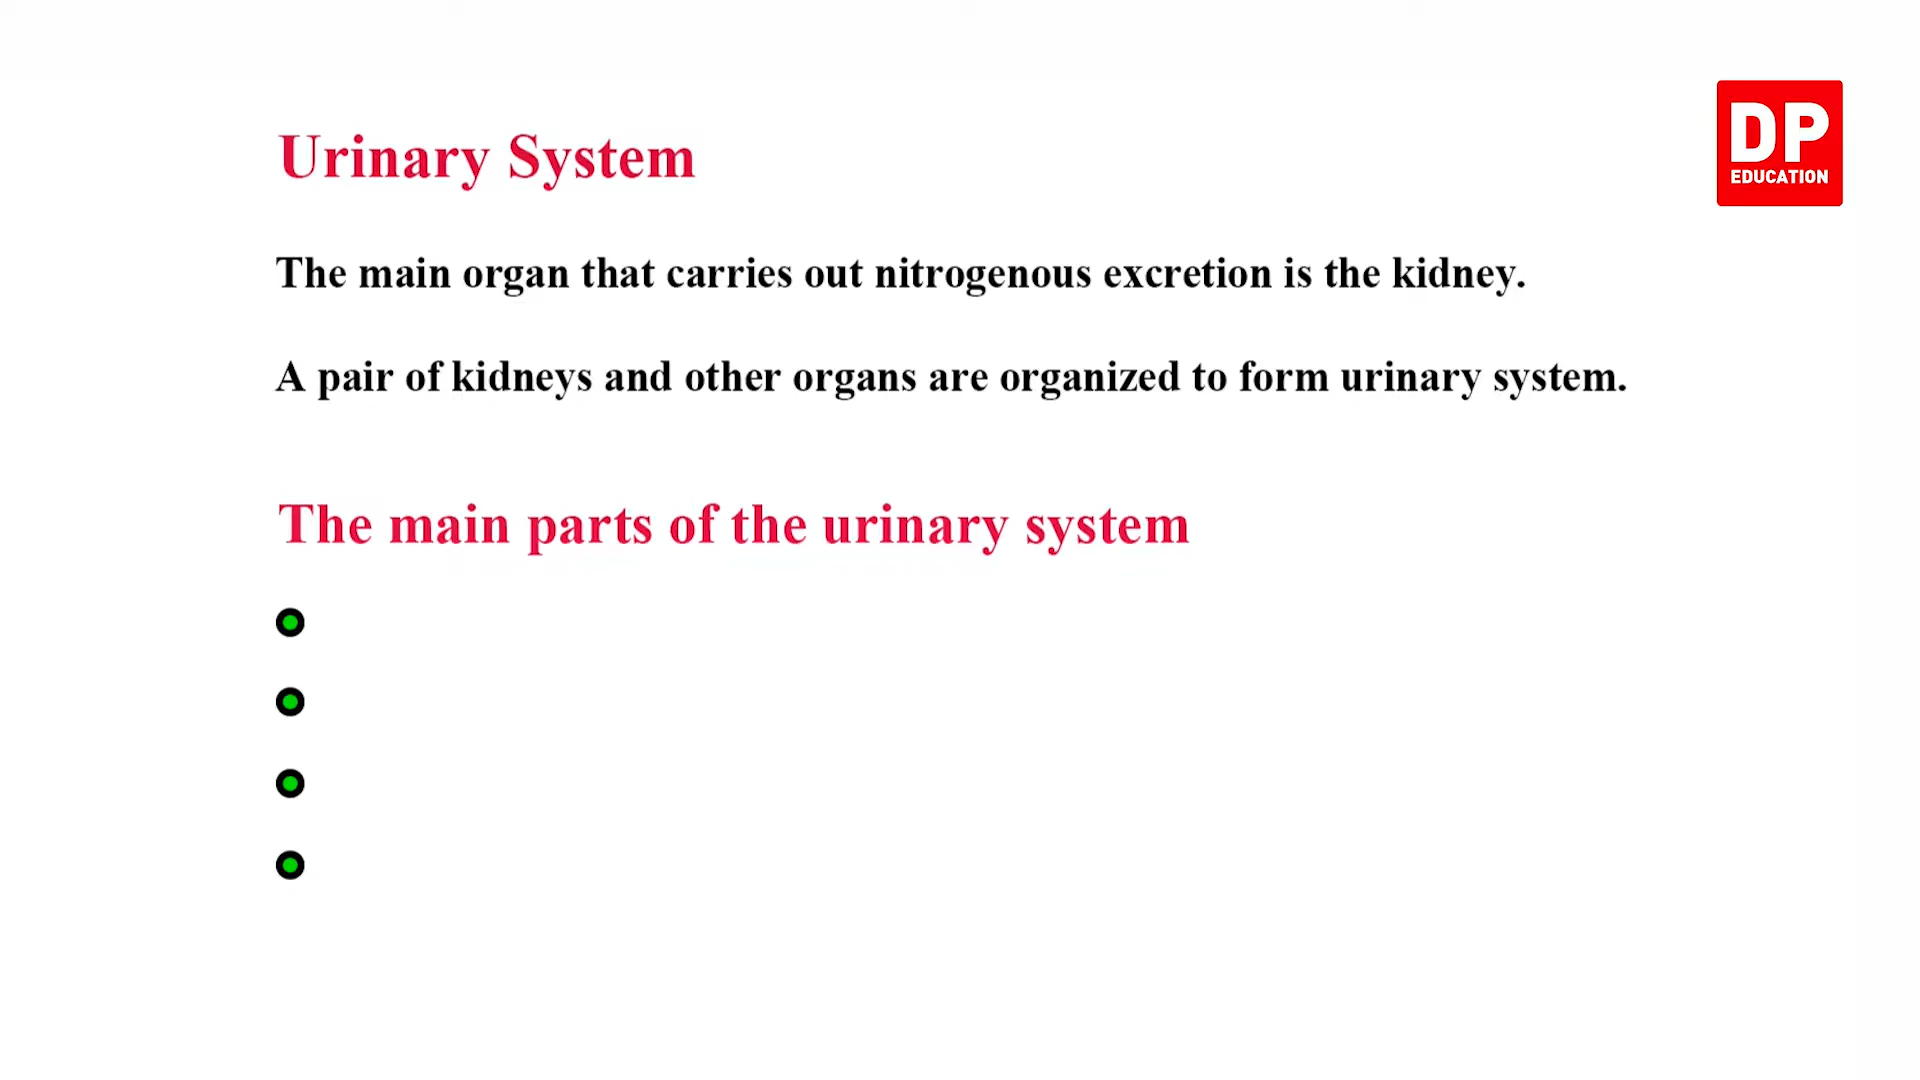 DP
EDUCATION
Urinary System
The main organ that carries out nitrogenous excretion is the kidney.
A pair of kidneys and other organs are organized to form urinary system.
The main parts of the urinary system